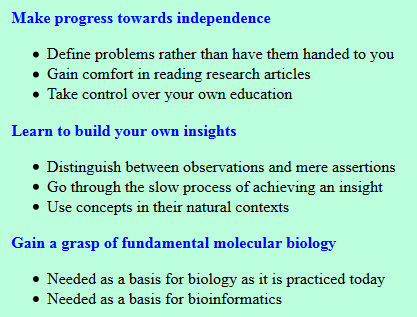 Make progress towards independence
• Define problems rather than have them handed to you
• Gain comfort in reading research articles
• Take control over your own education
Learn to build your own insights
• Distinguish between observations and mere assertions
• Go through the slow process of achieving an insight
• Use concepts in their natural contexts
Gain a grasp of fundamental molecular biology
• Needed as a basis for biology as it is practiced today
• Needed as a basis for bioinformatics